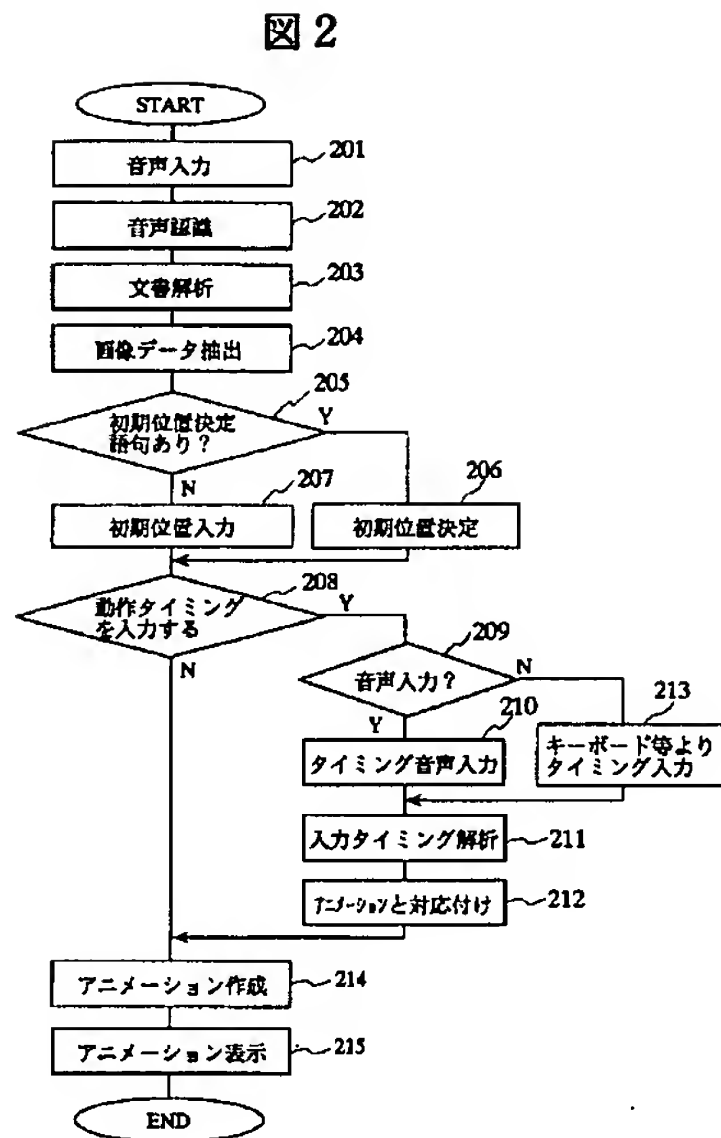 図 2
START
音声入力
201
音声認識
202
文書解析
203
画像データ抽出
204
初期位置決定
語句あり?
205
Y
N
初期位置入力
207
初期位置決定
206
動作タイミング
を入力する
208
Y
N
音声入力?
209
N
Y
タイミング音声入力
210
キーボード等より
タイミング入力
213
入力タイミング解析
211
アニメーションと対応付け
212
アニメーション作成
214
アニメーション表示
215
END